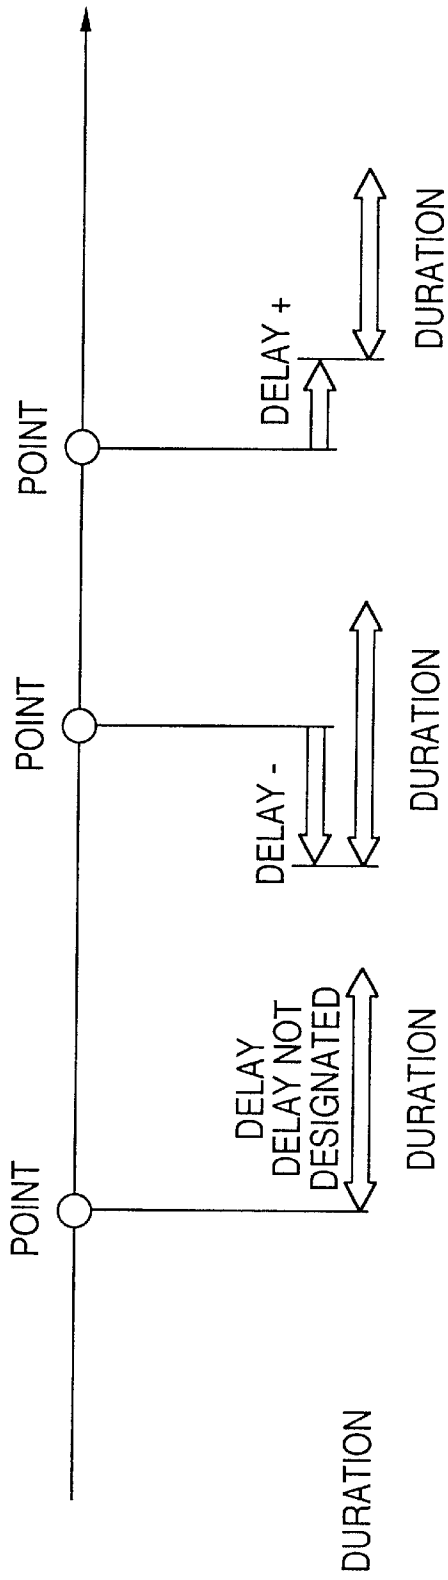 POINT
POINT
POINT
DELAY
DELAY NOT
DESIGNATED
DELAY -
DELAY +
DURATION
DURATION
DURATION
DURATION